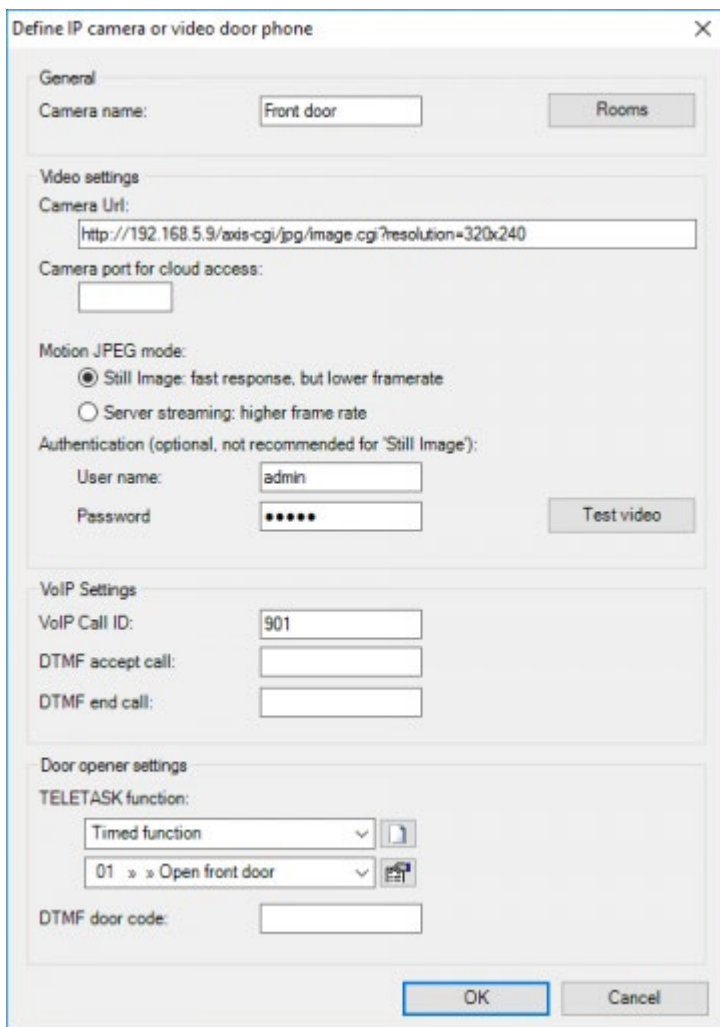 Define IP camera or video door phone
General
Camera name: Front door Rooms
Video settings
Camera Url:
http://192.168.5.9/axis-cgi/jpg/image.cgi?resolution=320x240
Camera port for cloud access:
Motion JPEG mode:
Still Image: fast response, but lower framerate
Server streaming: higher frame rate
Authentication (optional, not recommended for 'Still Image'):
User name: admin
Password ●●●●● Test video
VoIP Settings
VoIP Call ID: 901
DTMF accept call:
DTMF end call:
Door opener settings
TELETASK function:
Timed function
01 » » Open front door
DTMF door code:
OK Cancel